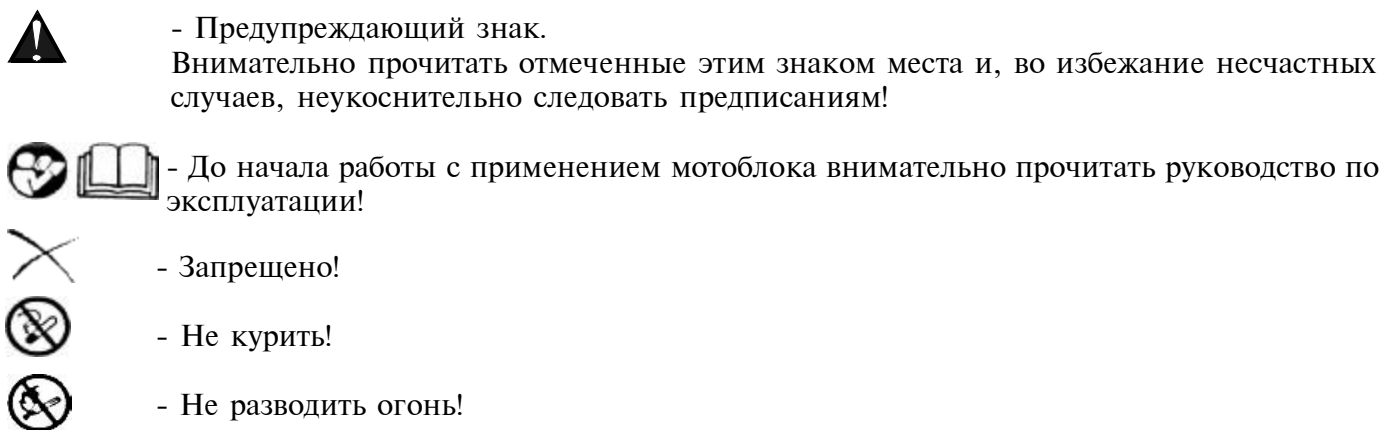 - Предупреждающий знак.
Внимательно прочитать отмеченные этим знаком места и, во избежание несчастных
случаев, неукоснительно следовать предписаниям!
- До начала работы с применением мотоблока внимательно прочитать руководство по
эксплуатации!
- Запрещено!
- Не курить!
- Не разводить огонь!